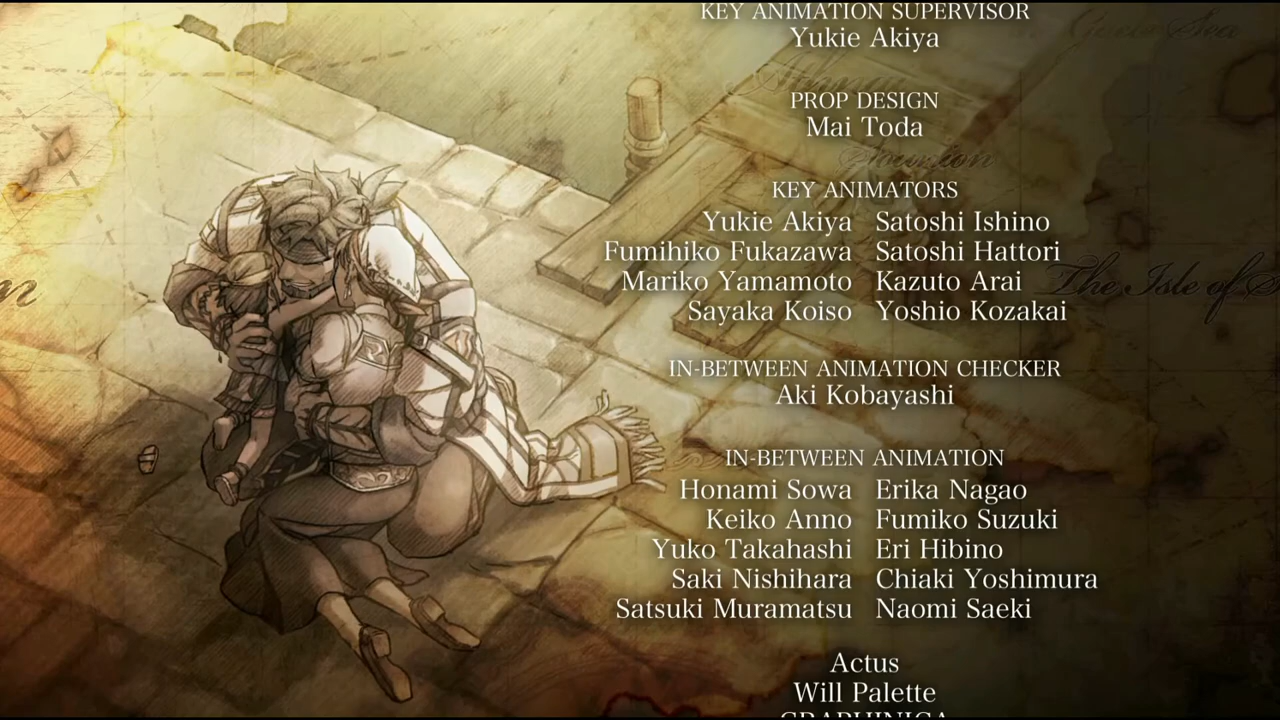 KEY ANIMATION SUPERVISOR
Yukie Akiya
PROP DESIGN
Mai Toda
KEY ANIMATORS
Yukie Akiya Satoshi Ishino
Fumihiko Fukazawa Satoshi Hattori
Mariko Yamamoto Kazuto Arai
The Isle of
Sayaka Koiso Yoshio Kozakai
IN-BETWEEN ANIMATION CHECKER
Aki Kobayashi
IN-BETWEEN ANIMATION
Honami Sowa Erika Nagao
Keiko Anno Fumiko Suzuki
Yuko Takahashi Eri Hibino
Saki Nishihara Chiaki Yoshimura
Satsuki Muramatsu Naomi Saeki
Actus
Will Palette
GRAPHINICA